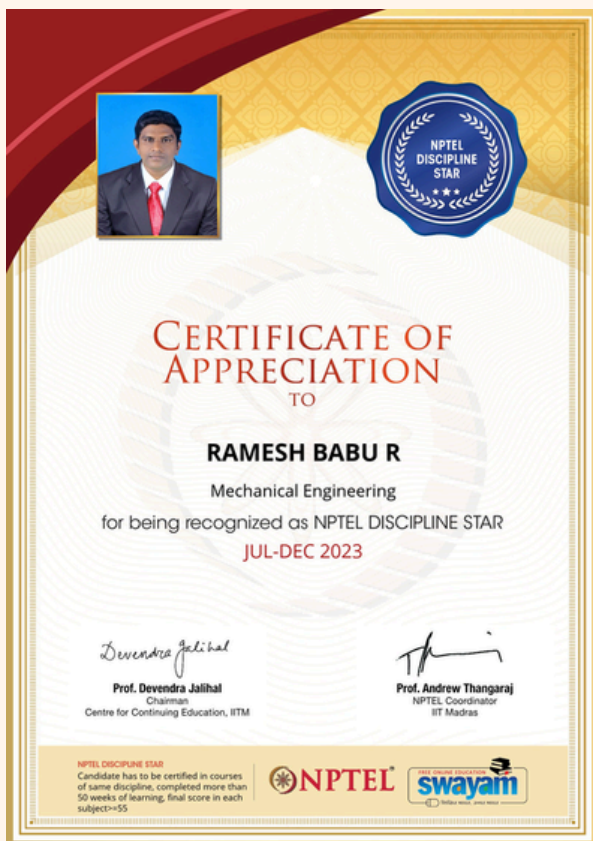 NPTEL
DISCIPLINE
STAR
CERTIFICATE OF
APPRECIATION
TO
RAMESH BABU R
Mechanical Engineering
for being recognized as NPTEL DISCIPLINE STAR
JUL-DEC 2023
Devendra Jalihal
Prof. Devendra Jalihal
Chairman
Centre for Continuing Education, IITM
Prof. Andrew Thangaraj
NPTEL Coordinator
IIT Madras
NPTEL DISCIPLINE STAR
Candidate has to be certified in courses
of same discipline, completed more than
50 weeks of learning, final score in each
subject>=55
NPTEL
FREE ONLINE EDUCATION
swayam